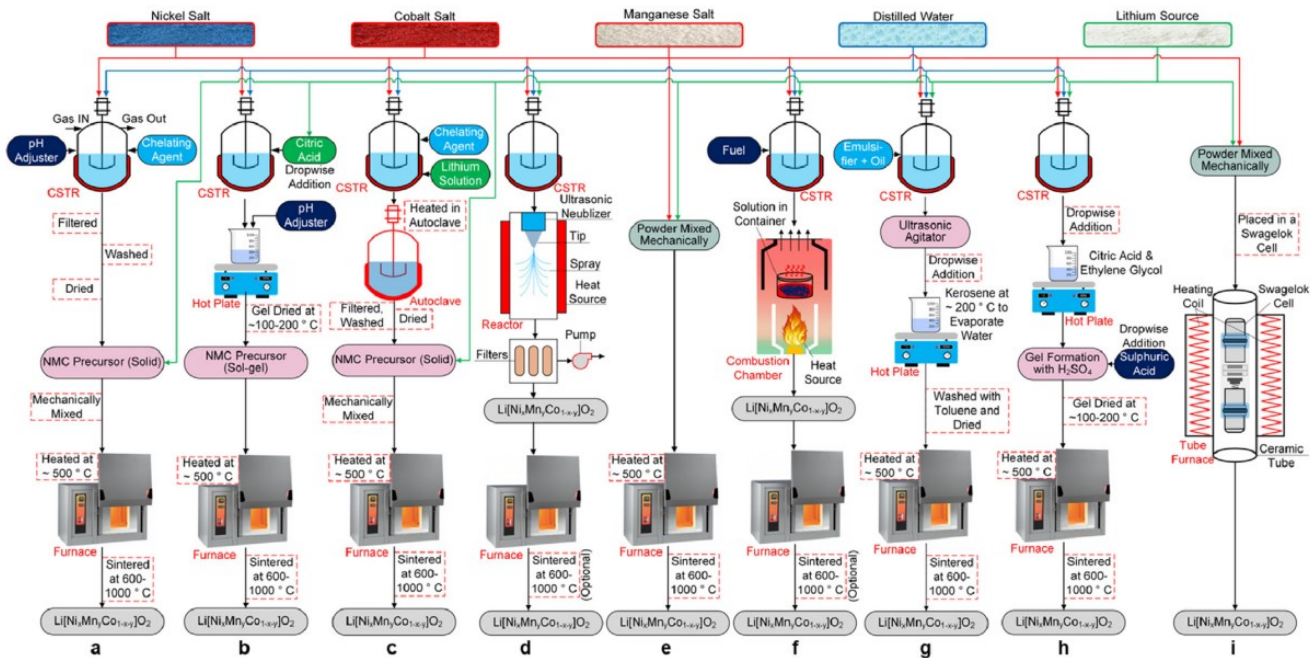 Nickel Salt
Cobalt Salt
Manganese Salt
Distilled Water
Lithium Source
Gas IN
Gas Out
pH
Adjuster
Chelating
Agent
CSTR
Filtered
Washed
Dried
NMC Precursor (Solid)
Mechanically
Mixed
Heated at
~ 500 ° C
Furnace
Sintered
at 600-
1000 ° C
Li[NixMnyCo1-x-y]O2
a
Citric
Acid
Dropwise
Addition
CSTR
pH
Adjuster
Hot Plate
Gel Dried at
~100-200 ° C
NMC Precursor
(Sol-gel)
Heated at
~ 500 ° C
Furnace
Sintered
at 600-
1000 ° C
Li[NixMnyCo1-x-y]O2
b
Chelating
Agent
Lithium
Solution
CSTR
Heated in
Autoclave
Autoclave
Filtered,
Washed
Dried
NMC Precursor (Solid)
Mechanically
Mixed
Heated at
~ 500 ° C
Furnace
Sintered
at 600-
1000 ° C
Li[NixMnyCo1-x-y]O2
c
CSTR
Ultrasonic
Neublizer
Tip
Spray
Heat
Source
Reactor
Filters
Pump
Li[NixMnyCo1-x-y]O2
Furnace
Sintered
at 600-
1000 ° C
(Optional)
Li[NixMnyCo1-x-y]O2
d
Powder Mixed
Mechanically
Heated at
~ 500 ° C
Furnace
Sintered
at 600-
1000 ° C
Li[NixMnyCo1-x-y]O2
e
Fuel
CSTR
Solution in
Container
Combustion
Chamber
Heat
Source
Li[NixMnyCo1-x-y]O2
Furnace
Sintered
at 600-
1000 ° C
(Optional)
Li[NixMnyCo1-x-y]O2
f
Emulsi-
fier + Oil
CSTR
Ultrasonic
Agitator
Dropwise
Addition
Kerosene at
~ 200 ° C to
Evaporate
Water
Hot Plate
Washed with
Toluene and
Dried
Heated at
~ 500 ° C
Furnace
Sintered
at 600-
1000 ° C
Li[NixMnyCo1-x-y]O2
g
CSTR
Dropwise
Addition
Citric Acid &
Ethylene Glycol
Hot Plate
Dropwise
Addition
Sulphuric
Acid
Gel Formation
with H2SO4
Gel Dried at
~100-200 ° C
Heated at
~ 500 ° C
Furnace
Sintered
at 600-
1000 ° C
Li[NixMnyCo1-x-y]O2
h
Powder Mixed
Mechanically
Placed in a
Swagelok
Cell
Heating
Coil
Swagelok
Cell
Tube
Furnace
Ceramic
Tube
Li[NixMnyCo1-x-y]O2
i